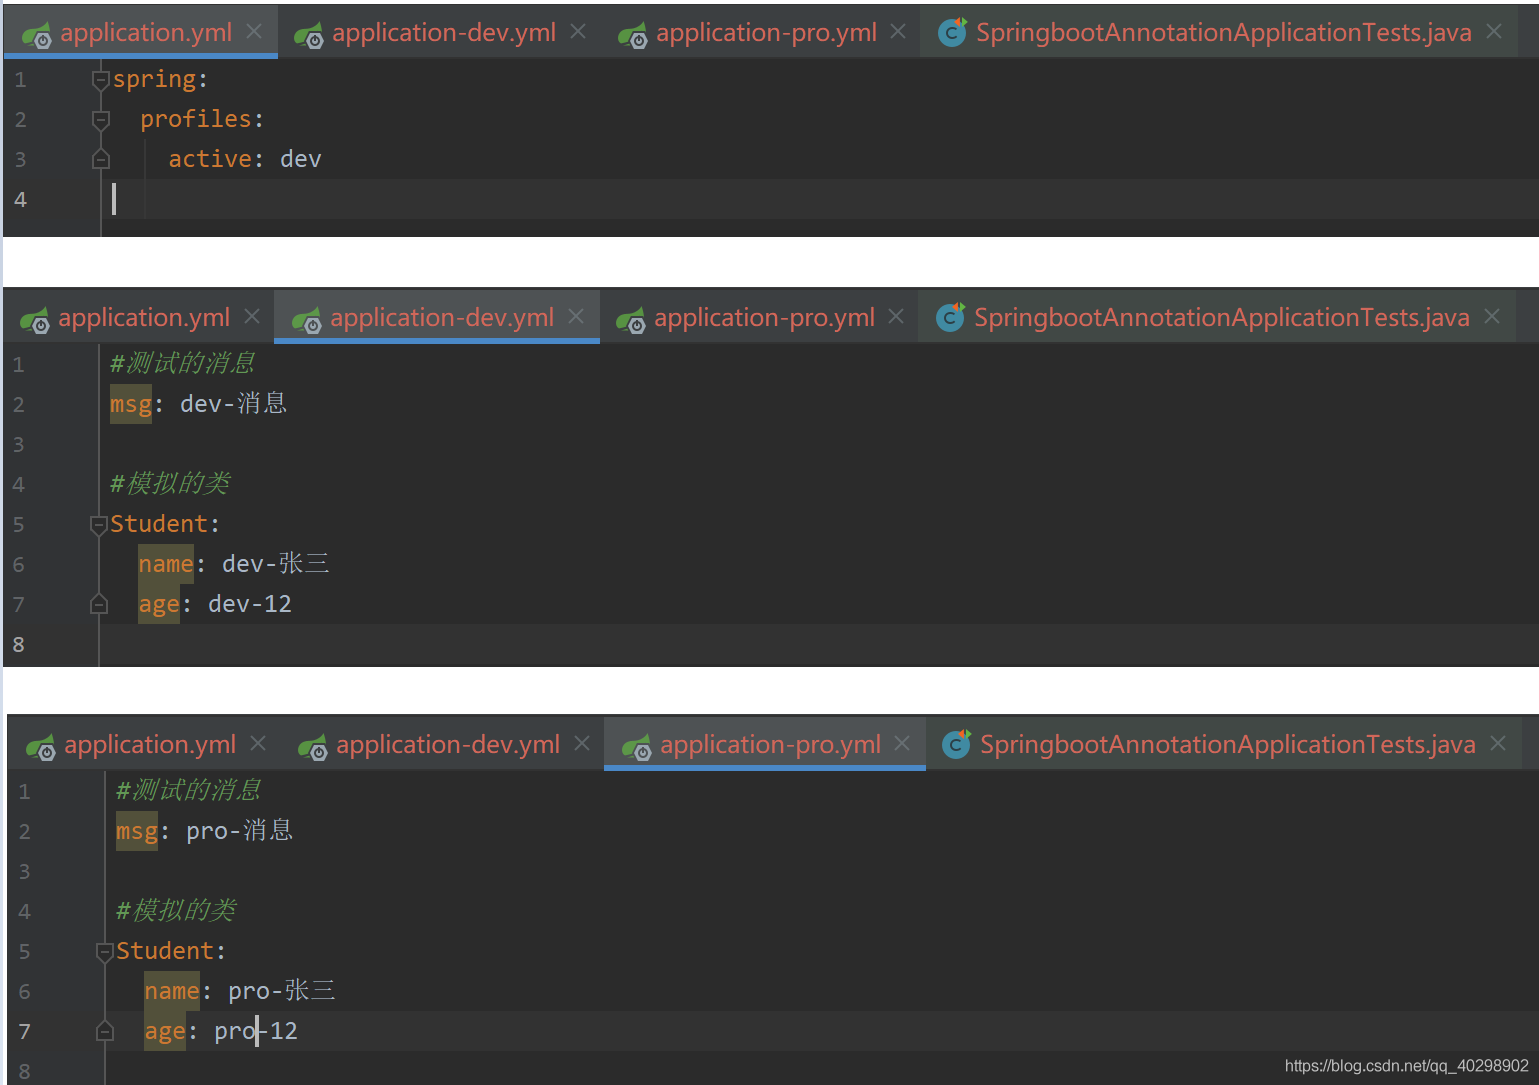 application.yml application-dev.yml application-pro.yml SpringbootAnnotationApplicationTests.java
1 spring:
2   profiles:
3     active: dev
4
application.yml application-dev.yml application-pro.yml SpringbootAnnotationApplicationTests.java
1 #测试的消息
2 msg: dev-消息
3
4 #模拟的类
5 Student:
6   name: dev-张三
7   age: dev-12
8
application.yml application-dev.yml application-pro.yml SpringbootAnnotationApplicationTests.java
1 #测试的消息
2 msg: pro-消息
3
4 #模拟的类
5 Student:
6   name: pro-张三
7   age: pro-12
8
https://blog.csdn.net/qq_40298902